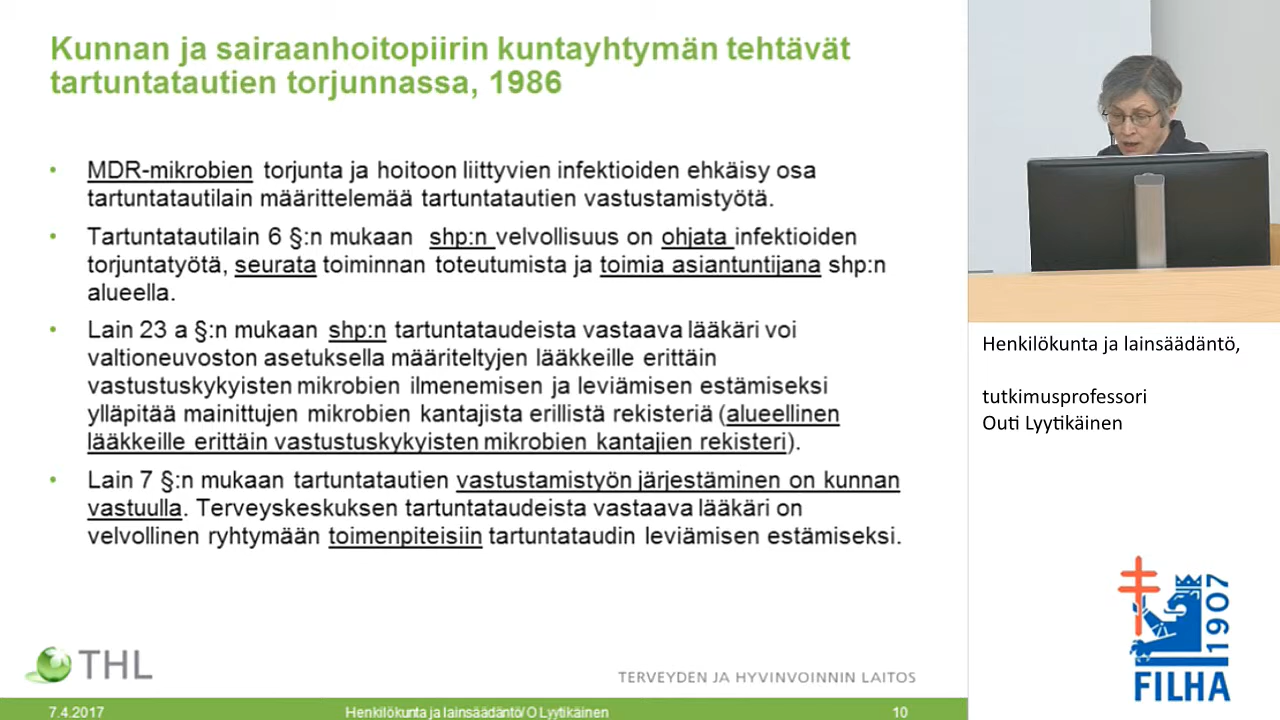 Kunnan ja sairaanhoitopiirin kuntayhtymän tehtävät
tartuntatautien torjunnassa, 1986
• MDR-mikrobien torjunta ja hoitoon liittyvien infektioiden ehkäisy osa
tartuntatautilain määrittelemää tartuntatautien vastustamistyötä.
• Tartuntatautilain 6 §:n mukaan shp:n velvollisuus on ohjata infektioiden
torjuntatyötä, seurata toiminnan toteutumista ja toimia asiantuntijana shp:n
alueella.
• Lain 23 a §:n mukaan shp:n tartuntataudeista vastaava lääkäri voi
valtioneuvoston asetuksella määriteltyjen lääkkeille erittäin
vastustuskykyisten mikrobien ilmenemisen ja leviämisen estämiseksi
ylläpitää mainittujen mikrobien kantajista erillistä rekisteriä (alueellinen
lääkkeille erittäin vastustuskykyisten mikrobien kantajien rekisteri).
• Lain 7 §:n mukaan tartuntatautien vastustamistyön järjestäminen on kunnan
vastuulla. Terveyskeskuksen tartuntataudeista vastaava lääkäri on
velvollinen ryhtymään toimenpiteisiin tartuntataudin leviämisen estämiseksi.
THL
TERVEYDEN JA HYVINVOINNIN LAITOS
7.4.2017
Henkilökunta ja lainsäädäntö/ O Lyytikäinen
10
Henkilökunta ja lainsäädäntö,
tutkimusprofessori
Outi Lyytikäinen
1907
FILHA